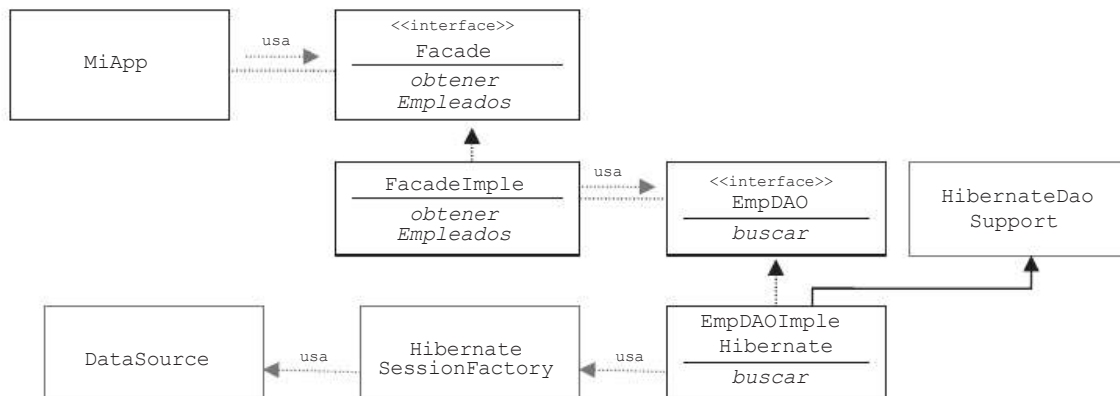 MiApp
usa
<<interface>>
Facade
obtener
Empleados
FacadeImple
obtener
Empleados
usa
<<interface>>
EmpDAO
buscar
HibernateDao
Support
DataSource
usa
Hibernate
SessionFactory
usa
EmpDAOImple
Hibernate
buscar